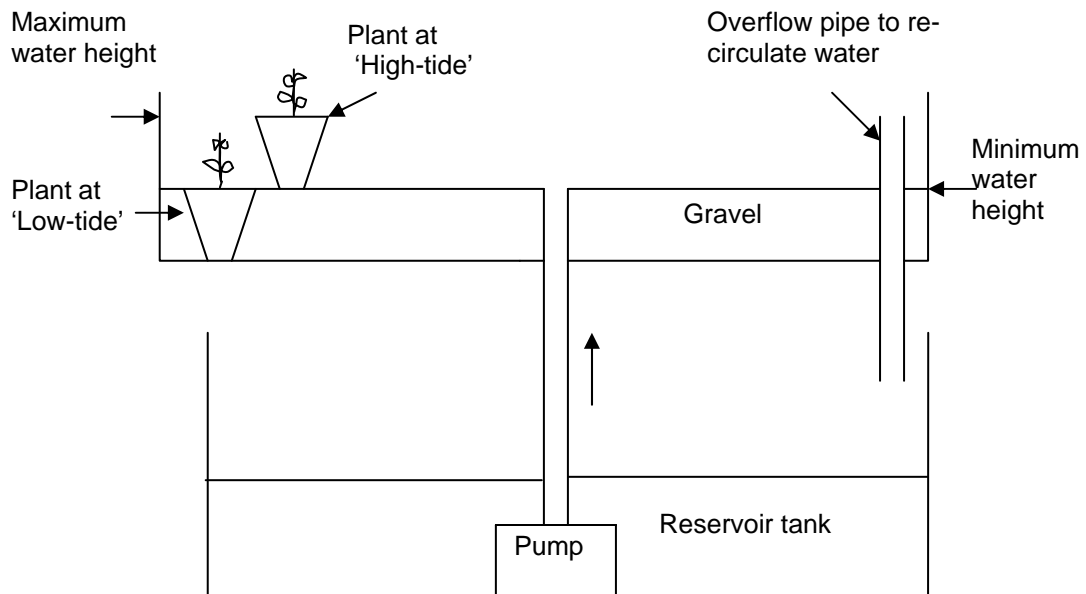 Maximum
water height
Plant at
'High-tide'
Overflow pipe to re-
circulate water
Plant at
'Low-tide'
Gravel
Minimum
water
height
Reservoir tank
Pump